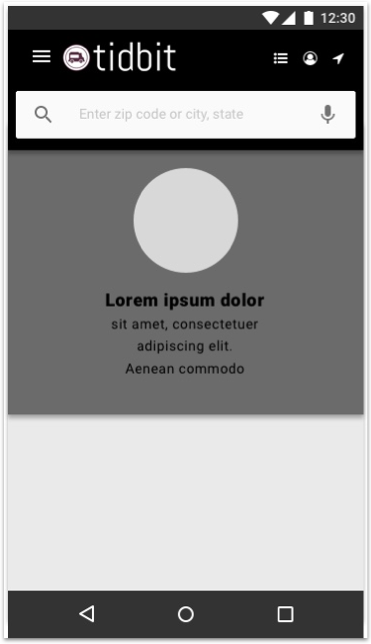 12:30
tidbit
Enter zip code or city, state
Lorem ipsum dolor
sit amet, consectetuer
adipiscing elit.
Aenean commodo